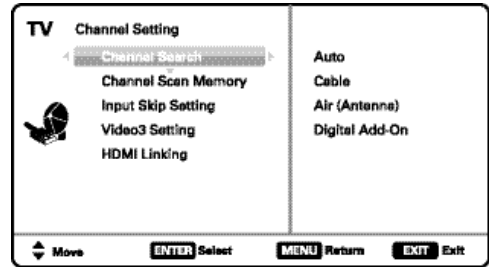 TV Channel Setting
Channel Search
Channel Scan Memory
Input Skip Setting
Video3 Setting
HDMI Linking
Auto
Cable
Air (Antenna)
Digital Add-On
Move ENTER Select MENU Return EXIT Exit